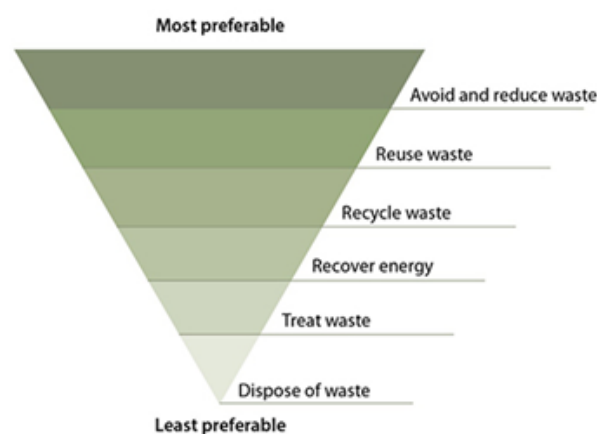 Most preferable
Avoid and reduce waste
Reuse waste
Recycle waste
Recover energy
Treat waste
Dispose of waste
Least preferable